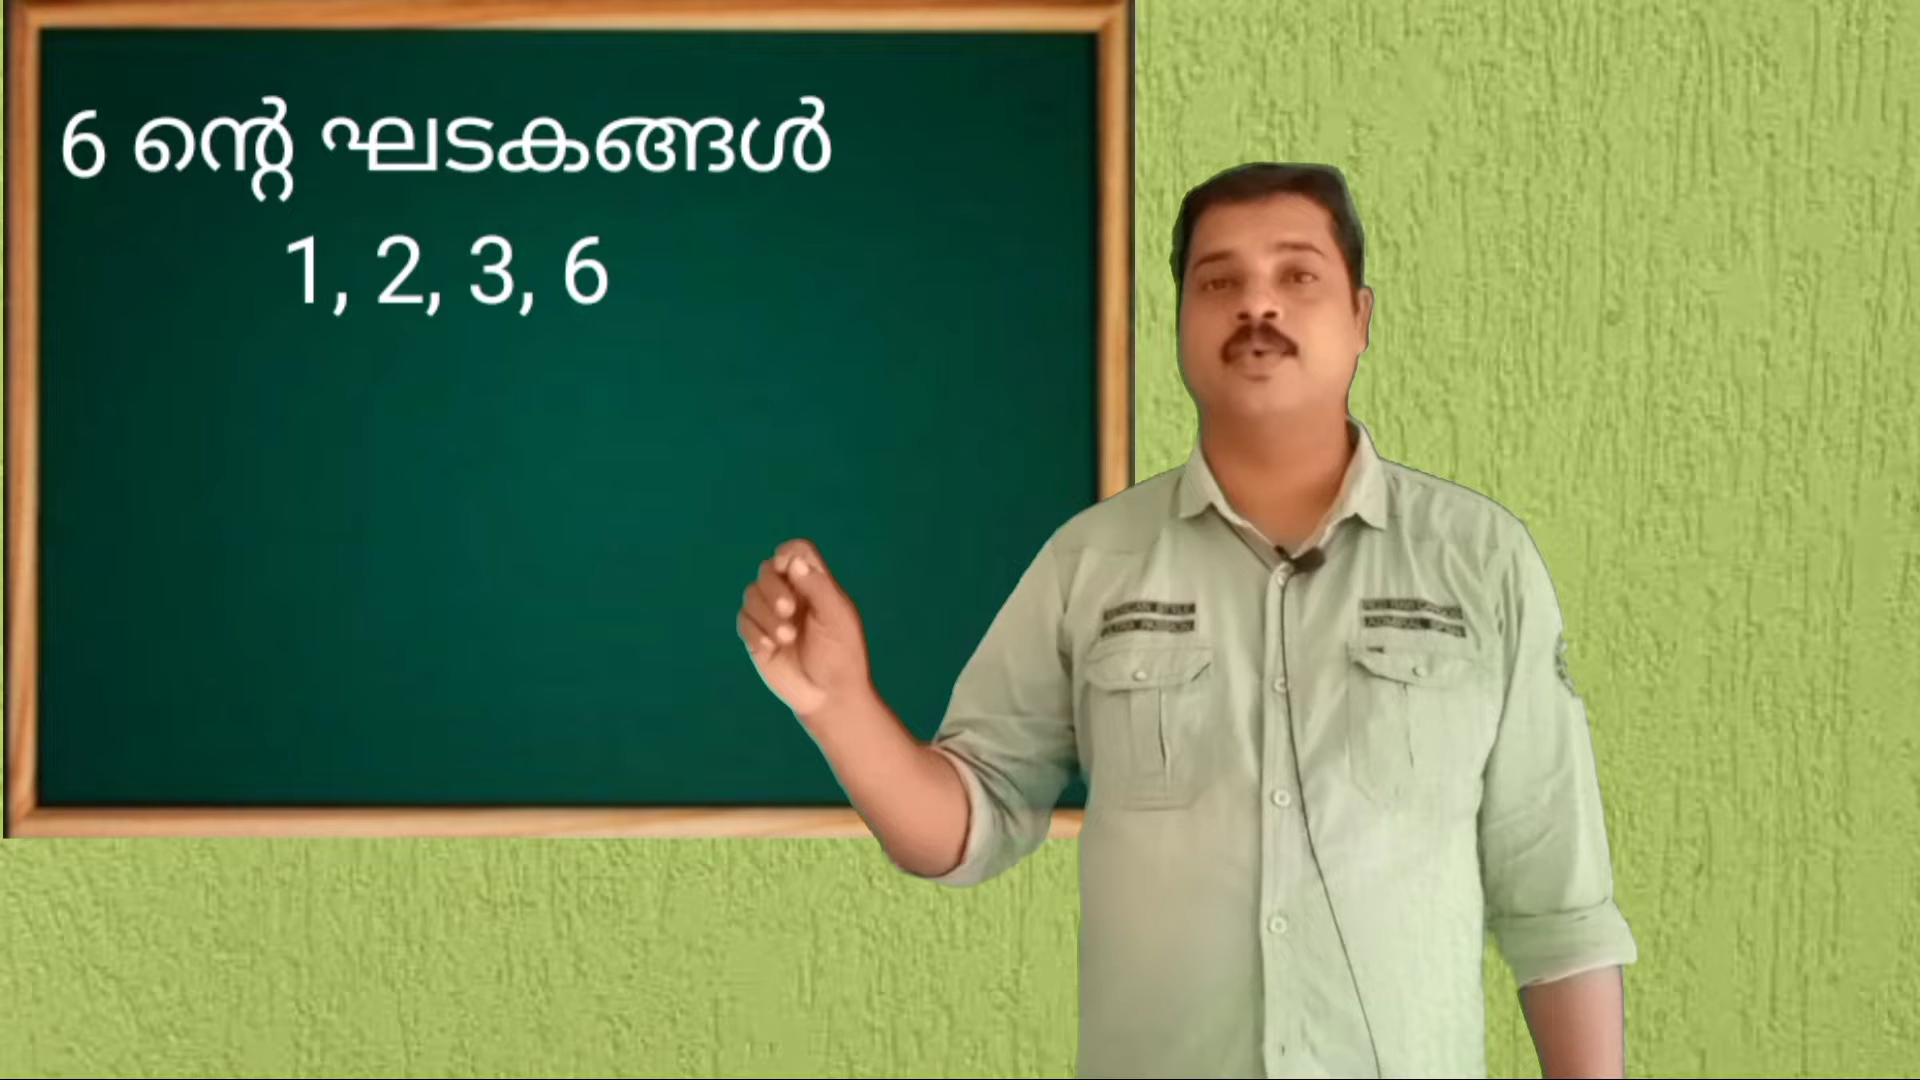 6 ന്റെ ഘടകങ്ങൾ
1, 2, 3, 6